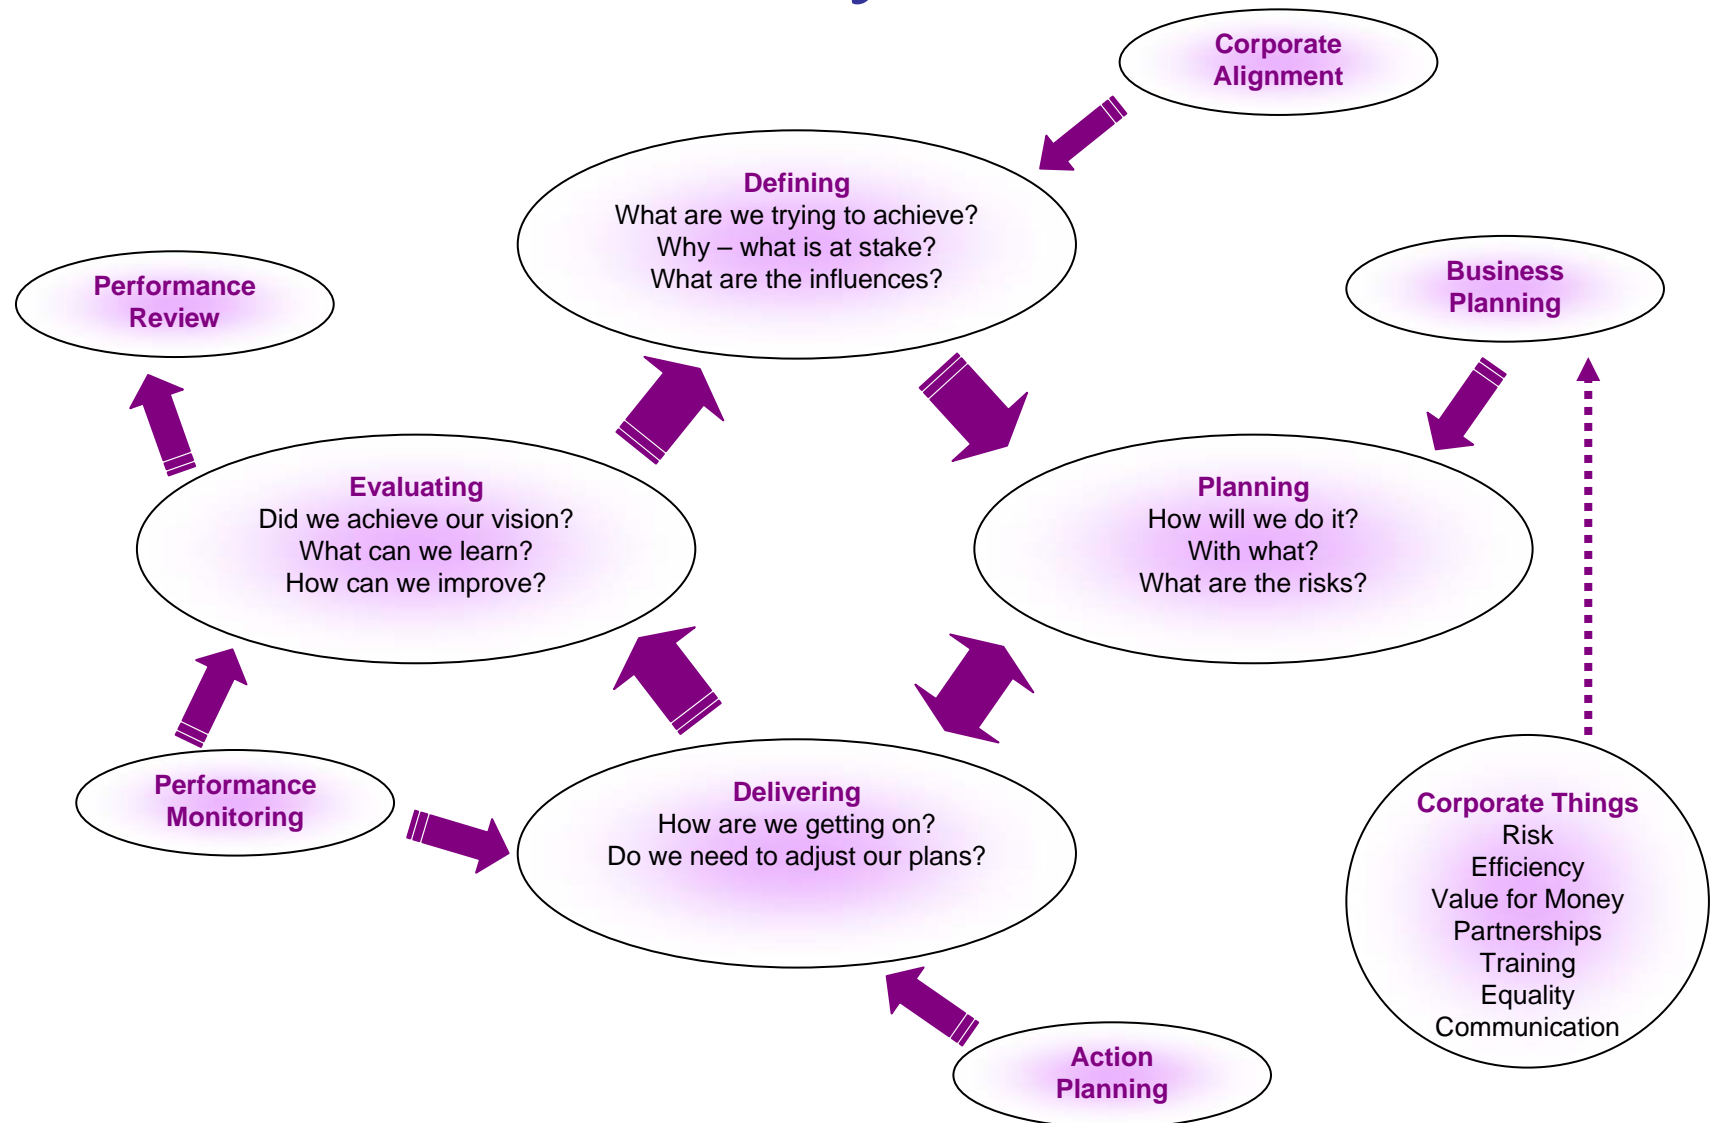 Corporate
Alignment
Defining
What are we trying to achieve?
Why – what is at stake?
What are the influences?
Performance
Review
Business
Planning
Evaluating
Did we achieve our vision?
What can we learn?
How can we improve?
Planning
How will we do it?
With what?
What are the risks?
Performance
Monitoring
Delivering
How are we getting on?
Do we need to adjust our plans?
Corporate Things
Risk
Efficiency
Value for Money
Partnerships
Training
Equality
Communication
Action
Planning